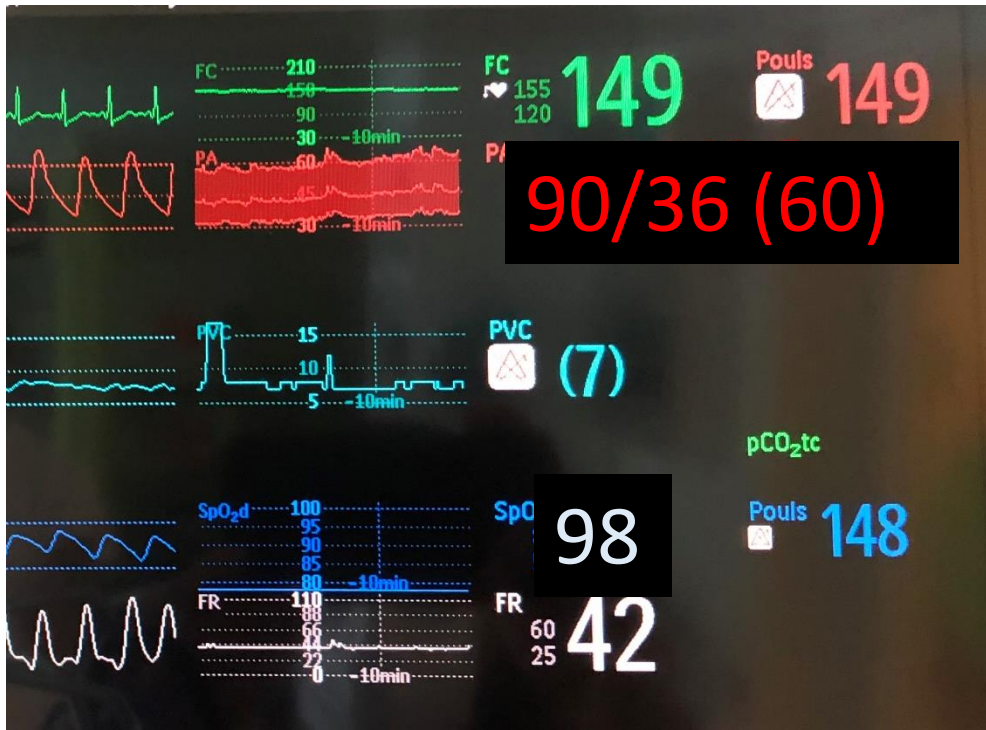 FC 210 150 90 30 -10min
FC 155 120 149
Pouls 149
PA 60 45 30 -10min
PA
90/36 (60)
PVC 15 10 5 -10min
PVC (7)
pCO₂tc
SpO₂d 100 95 90 85 80 -10min
SpO 98
Pouls 148
FR 110 88 66 44 22 0 -10min
FR 60 25 42